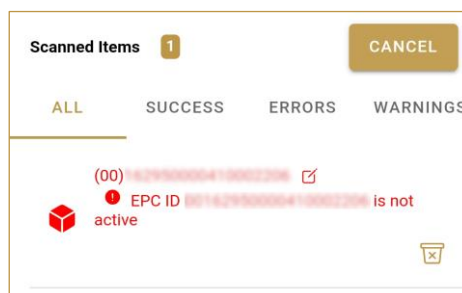 Scanned Items 1 CANCEL
ALL SUCCESS ERRORS WARNINGS
(00)
EPC ID is not
active